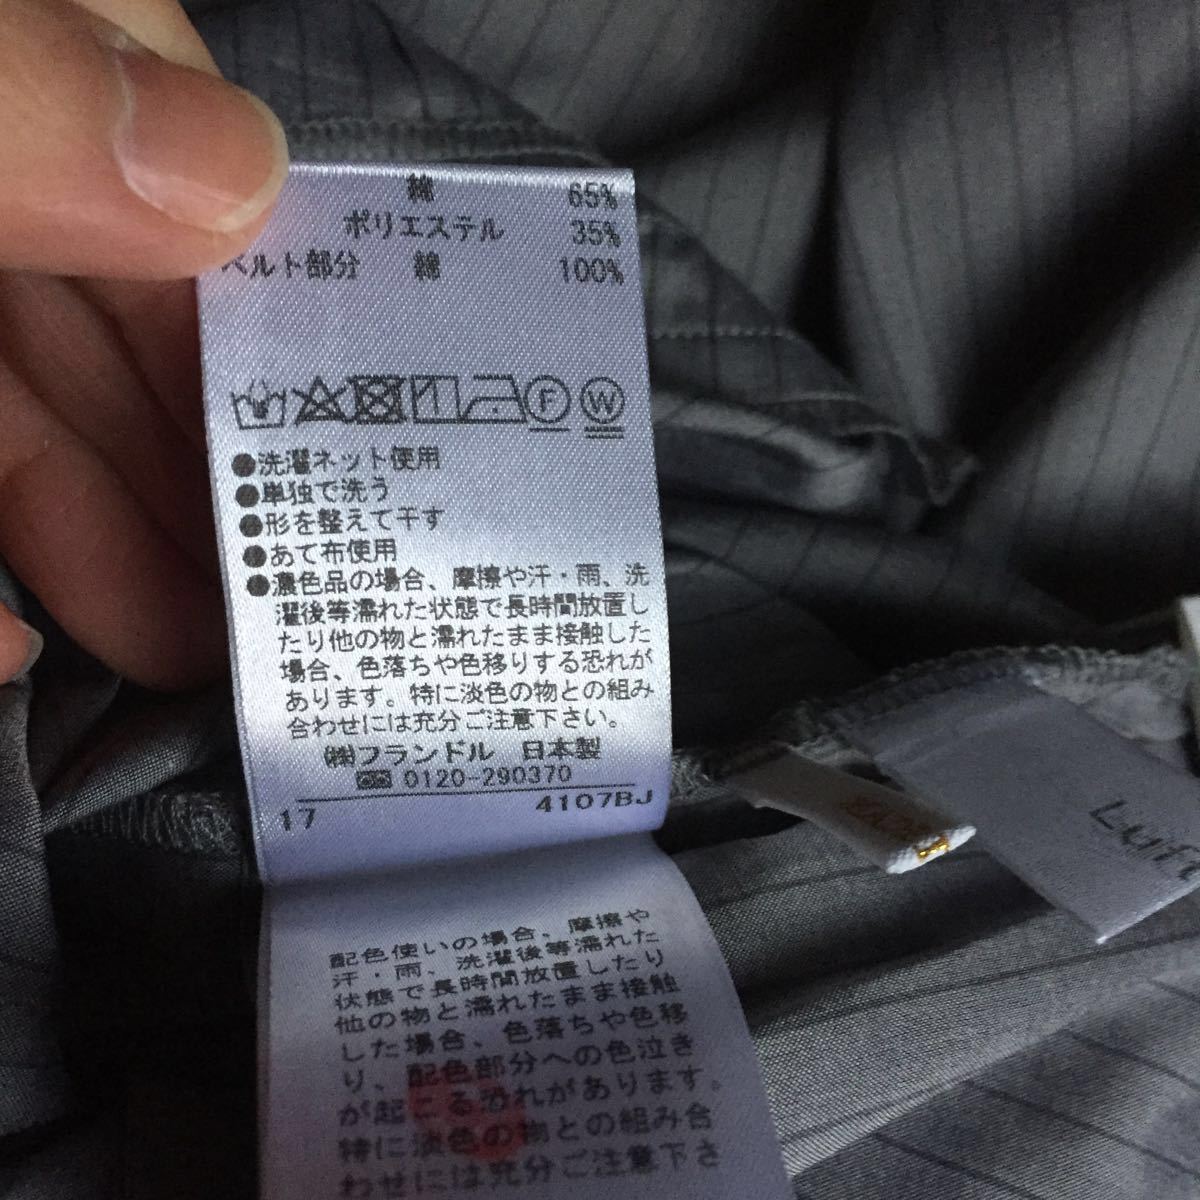 綿 65%
ポリエステル 35%
ベルト部分 綿 100%
F W
●洗濯ネット使用
●単独で洗う
●形を整えて干す
●あて布使用
●濃色品の場合、摩擦や汗・雨、洗
濯後等濡れた状態で長時間放置し
たり他の物と濡れたまま接触した
場合、色落ちや色移りする恐れが
あります。特に淡色の物との組み
合わせには充分ご注意下さい。
㈱フランドル 日本製
0120-290370
17 4107BJ
配色使いの場合、摩擦や
汗・雨、洗濯後等濡れた
状態で長時間放置したり
他の物と濡れたまま接触
した場合、色落ちや色移
り、配色部分への色泣き
が起こる恐れがあります。
特に淡色の物との組み合
わせには充分ご注意下さ